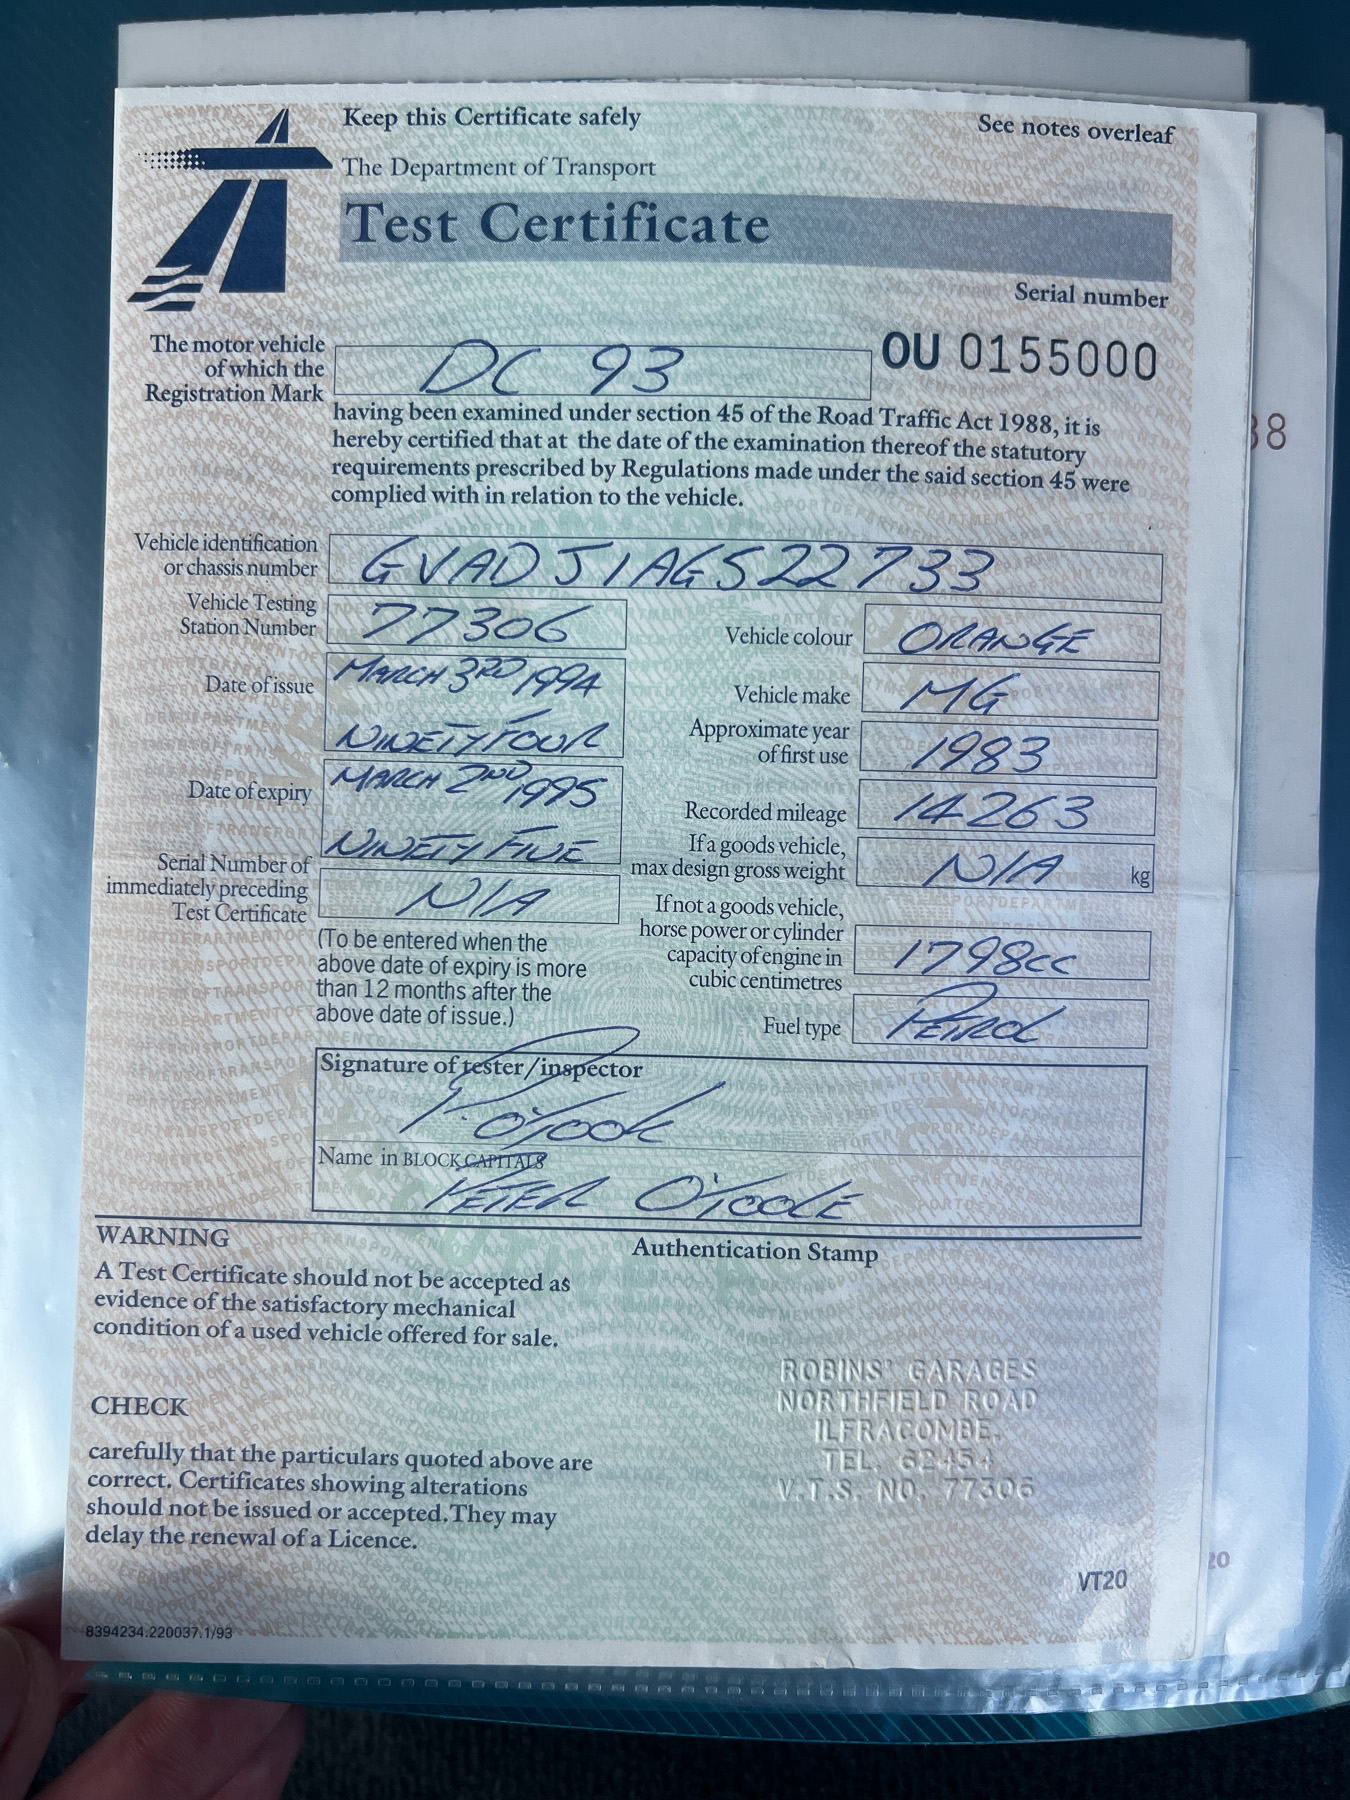 Keep this Certificate safely
See notes overleaf
The Department of Transport
Test Certificate
Serial number
OU 0155000
The motor vehicle
of which the
Registration Mark
DC 93
having been examined under section 45 of the Road Traffic Act 1988, it is
hereby certified that at the date of the examination thereof the statutory
requirements prescribed by Regulations made under the said section 45 were
complied with in relation to the vehicle.
38
Vehicle identification
or chassis number
GVADJ1AG522733
Vehicle Testing
Station Number
77306
Vehicle colour
ORANGE
Date of issue
MARCH 3RD 1994
NINETY FOUR
Vehicle make
MG
Approximate year
of first use
1983
Date of expiry
MARCH 2ND 1995
NINETY FIVE
Recorded mileage
14263
If a goods vehicle,
max design gross weight
N/A
kg
Serial Number of
immediately preceding
Test Certificate
N/A
(To be entered when the
above date of expiry is more
than 12 months after the
above date of issue.)
If not a goods vehicle,
horse power or cylinder
capacity of engine in
cubic centimetres
1798cc
Fuel type
PETROL
Signature of tester/inspector
P. O'Toole
Name in BLOCK CAPITALS
PETER O'TOOLE
WARNING
A Test Certificate should not be accepted as
evidence of the satisfactory mechanical
condition of a used vehicle offered for sale.
Authentication Stamp
ROBINS' GARAGES
NORTHFIELD ROAD
ILFRACOMBE.
TEL. 62454
V.T.S. NO. 77306
CHECK
carefully that the particulars quoted above are
correct. Certificates showing alterations
should not be issued or accepted. They may
delay the renewal of a Licence.
20
VT20
8394234.220037.1/93